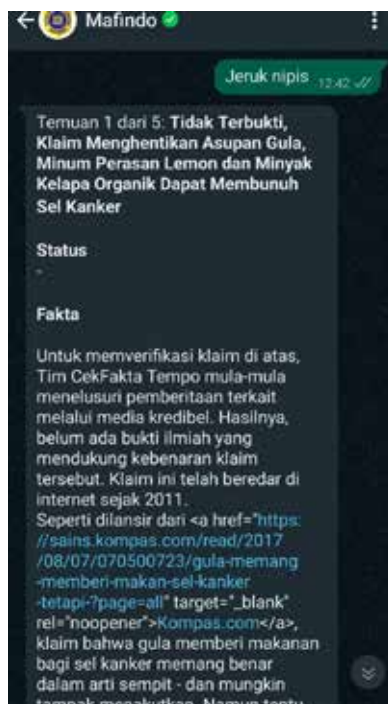 Mafindo
Jeruk nipis 12:42
Temuan 1 dari 5: Tidak Terbukti,
Klaim Menghentikan Asupan Gula,
Minum Perasan Lemon dan Minyak
Kelapa Organik Dapat Membunuh
Sel Kanker
Status
-
Fakta
Untuk memverifikasi klaim di atas,
Tim CekFakta Tempo mula-mula
menelusuri pemberitaan terkait
melalui media kredibel. Hasilnya,
belum ada bukti ilmiah yang
mendukung kebenaran klaim
tersebut. Klaim ini telah beredar di
internet sejak 2011.
Seperti dilansir dari <a href="https:
//sains.kompas.com/read/2017
/08/07/070500723/gula-memang
-memberi-makan-sel-kanker
-tetapi-?page=all" target="_blank"
rel="noopener">Kompas.com</a>,
klaim bahwa gula memberi makanan
bagi sel kanker memang benar
dalam arti sempit - dan mungkin
tampak menakutkan. Namun tentu